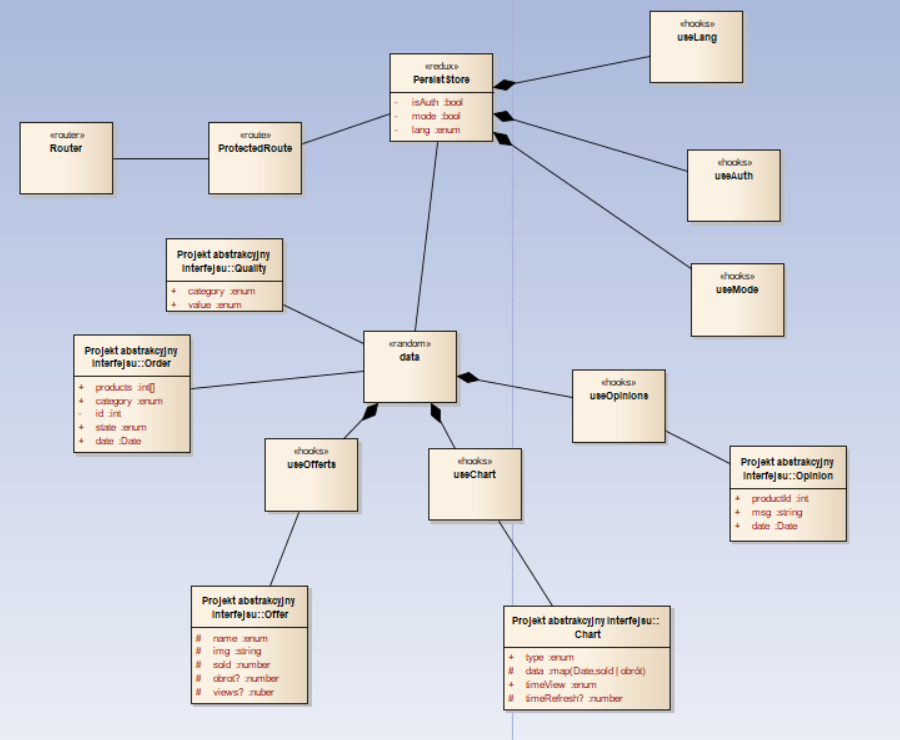 «hooks»
useLang
«redux»
PersistStore
- isAuth :bool
- mode :bool
- lang :enum
«router»
Router
«route»
ProtectedRoute
«hooks»
useAuth
Projekt abstrakcyjny
Interfejsu::Quality
+ category :enum
+ value :enum
«hooks»
useMode
Projekt abstrakcyjny
Interfejsu::Order
+ products :int[]
+ category :enum
- id :int
+ state :enum
+ date :Date
«random»
data
«hooks»
useOpinions
«hooks»
useOfferts
«hooks»
useChart
Projekt abstrakcyjny
Interfejsu::Opinion
+ productId :int
+ msg :string
+ date :Date
Projekt abstrakcyjny
Interfejsu::Offer
# name :enum
# img :string
# sold :number
# obrot? :number
# views? :nuber
Projekt abstrakcyjny Interfejsu::
Chart
+ type :enum
# data :map(Date,sold | obrót)
+ timeView :enum
# timeRefresh? :number